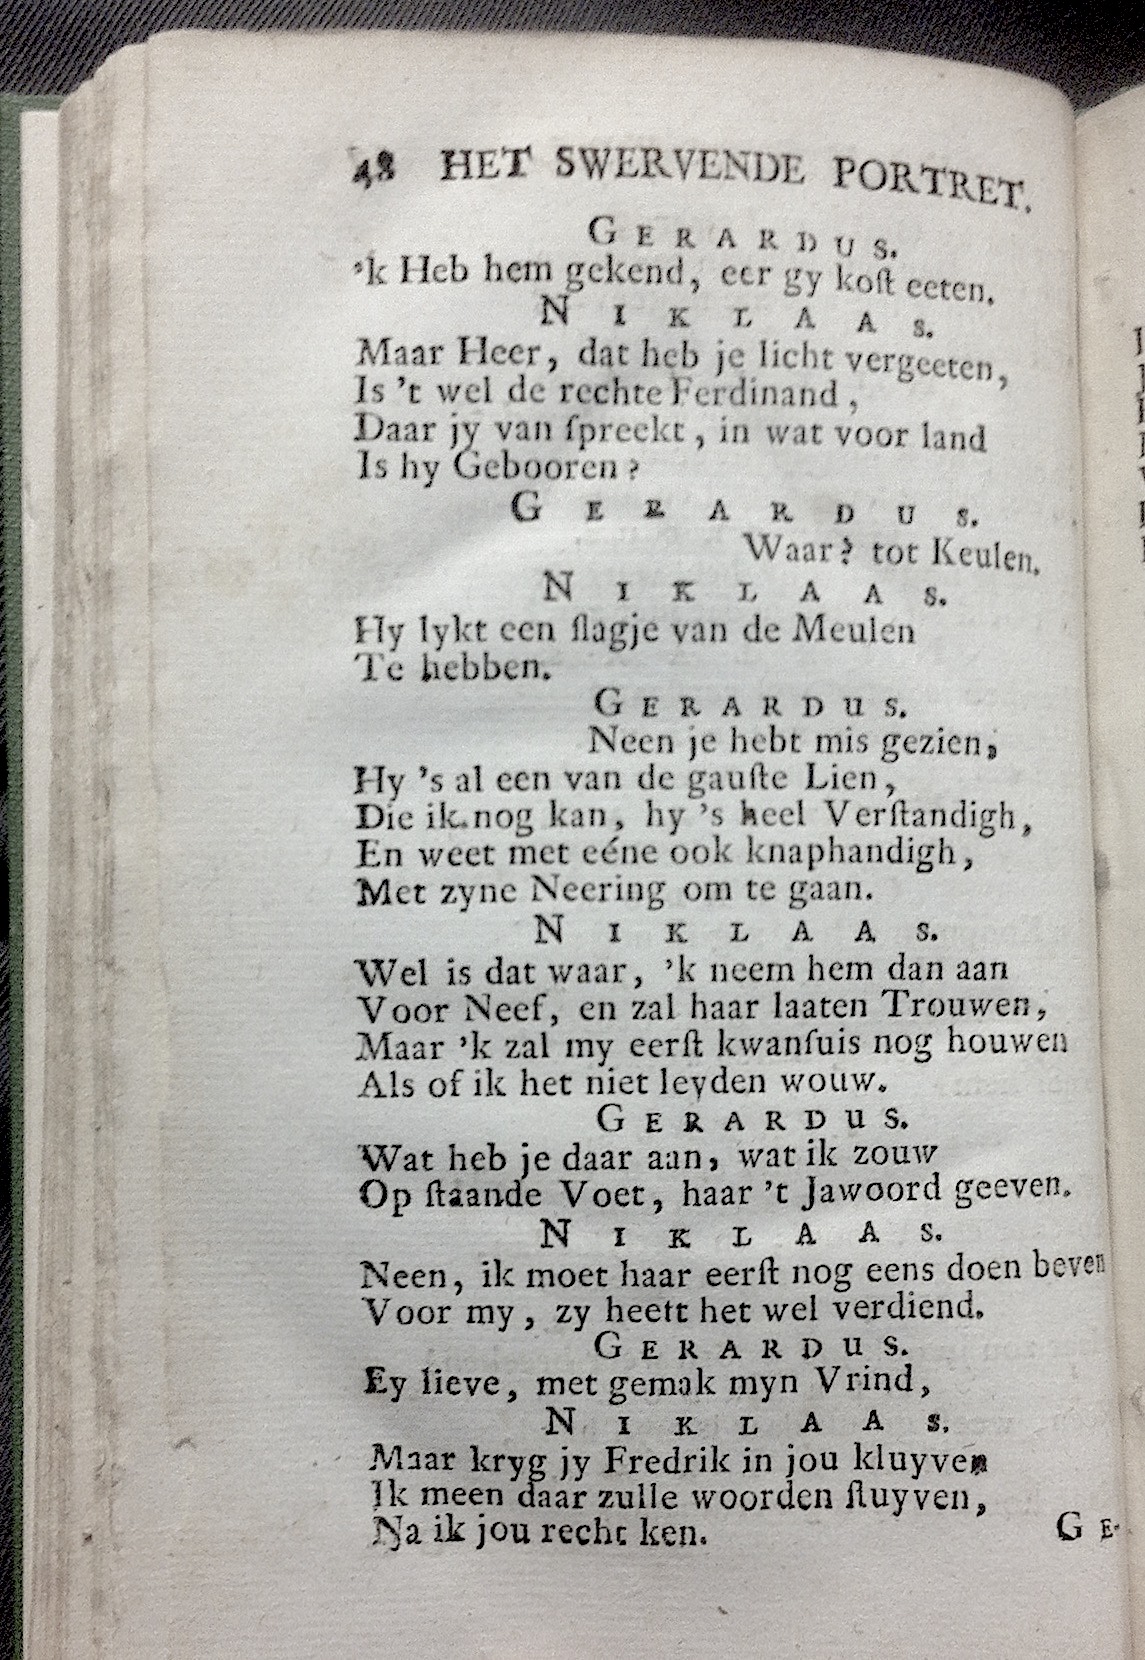 48 HET SWERVENDE PORTRET.
GERARDUS.
'k Heb hem gekend, eer gy koſt eeten.
NIKLAAS.
Maar Heer, dat heb je licht vergeeten,
Is 't wel de rechte Ferdinand,
Daar jy van ſpreekt, in wat voor land
Is hy Gebooren?
GERARDUS.
Waar? tot Keulen.
NIKLAAS.
Hy lykt een ſlagje van de Meulen
Te hebben.
GERARDUS.
Neen je hebt mis gezien,
Hy 's al een van de gauſte Lien,
Die ik nog kan, hy 's heel Verſtandigh,
En weet met eéne ook knaphandigh,
Met zyne Neering om te gaan.
NIKLAAS.
Wel is dat waar, 'k neem hem dan aan
Voor Neef, en zal haar laaten Trouwen,
Maar 'k zal my eerſt kwanſuis nog houwen
Als of ik het niet leyden wouw.
GERARDUS.
Wat heb je daar aan, wat ik zouw
Op ſtaande Voet, haar 't Jawoord geeven.
NIKLAAS.
Neen, ik moet haar eerſt nog eens doen beven
Voor my, zy heeft het wel verdiend.
GERARDUS.
Ey lieve, met gemak myn Vrind,
NIKLAAS.
Maar kryg jy Fredrik in jou kluyven
Ik meen daar zulle woorden ſtuyven,
Na ik jou recht ken.
GE-